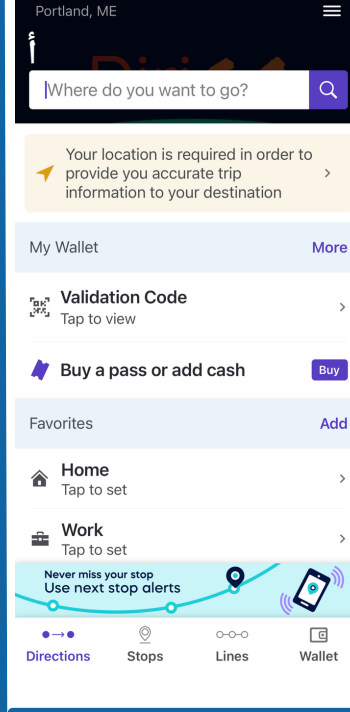 Portland, ME
أ
Where do you want to go?
Your location is required in order to
provide you accurate trip
information to your destination
My Wallet More
Validation Code
Tap to view
Buy a pass or add cash Buy
Favorites Add
Home
Tap to set
Work
Tap to set
Never miss your stop
Use next stop alerts
Directions Stops Lines Wallet